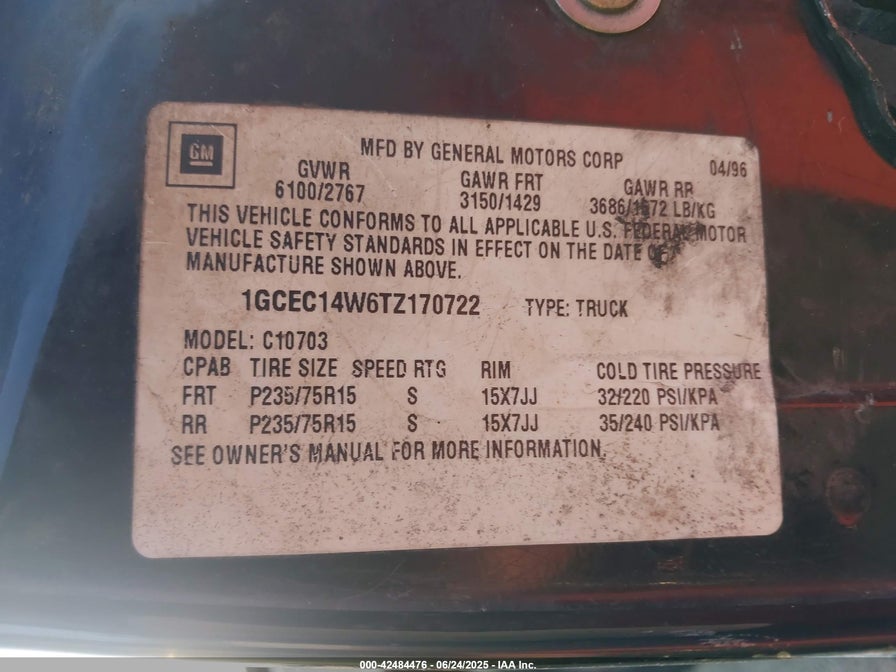 GM
MFD BY GENERAL MOTORS CORP 04/96
GVWR GAWR FRT GAWR RR
6100/2767 3150/1429 3686/1672 LB/KG
THIS VEHICLE CONFORMS TO ALL APPLICABLE U.S. FEDERAL MOTOR
VEHICLE SAFETY STANDARDS IN EFFECT ON THE DATE OF
MANUFACTURE SHOWN ABOVE.
1GCEC14W6TZ170722 TYPE: TRUCK
MODEL: C10703
CPAB TIRE SIZE SPEED RTG RIM COLD TIRE PRESSURE
FRT P235/75R15 S 15X7JJ 32/220 PSI/KPA
RR P235/75R15 S 15X7JJ 35/240 PSI/KPA
SEE OWNER'S MANUAL FOR MORE INFORMATION.
000-42484476 - 06/24/2025 - IAA Inc.